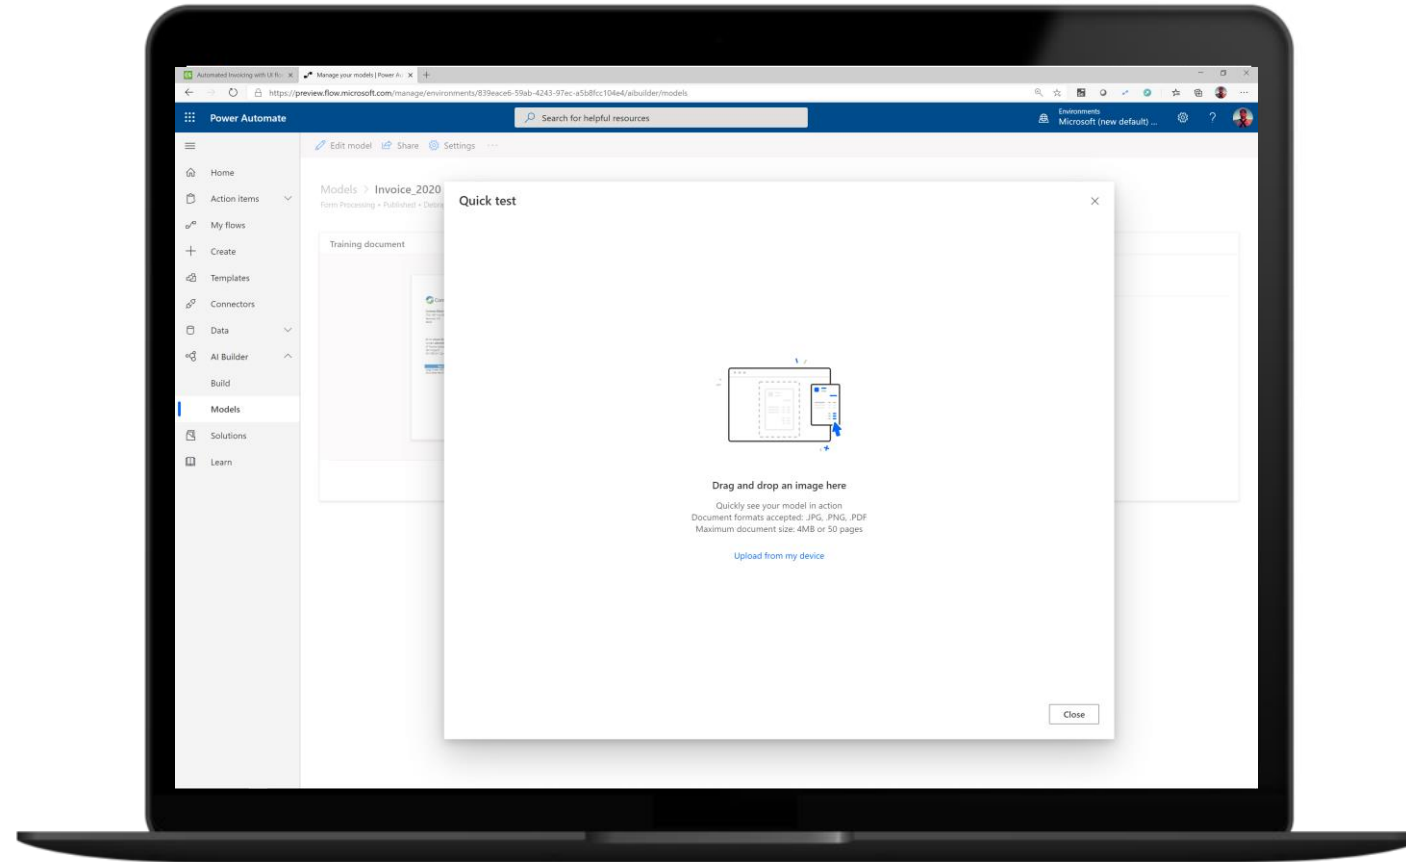 Automated Invoicing with UI flo
Manage your models | Power Au
https://preview.flow.microsoft.com/manage/environments/839eace6-59ab-4243-97ec-a5b8fcc104e4/aibuilder/models
Power Automate
Search for helpful resources
Environments
Microsoft (new default) ...
Edit model
Share
Settings
Home
Action items
My flows
Create
Templates
Connectors
Data
AI Builder
Build
Models
Solutions
Learn
Models > Invoice_2020
Form Processing • Published •
Training document
Quick test
Drag and drop an image here
Quickly see your model in action
Document formats accepted: .JPG, .PNG, .PDF
Maximum document size: 4MB or 50 pages
Upload from my device
Close